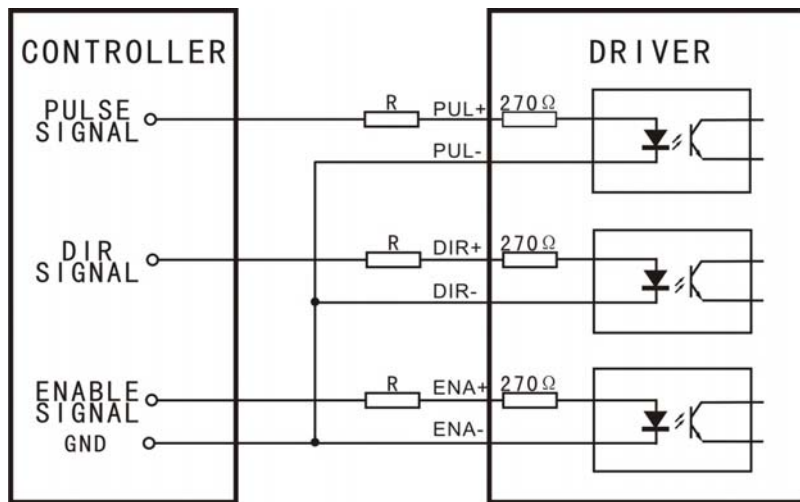 CONTROLLER
DRIVER
PULSE
SIGNAL
R
PUL+
270Ω
PUL-
DIR
SIGNAL
R
DIR+
270Ω
DIR-
ENABLE
SIGNAL
R
ENA+
270Ω
GND
ENA-